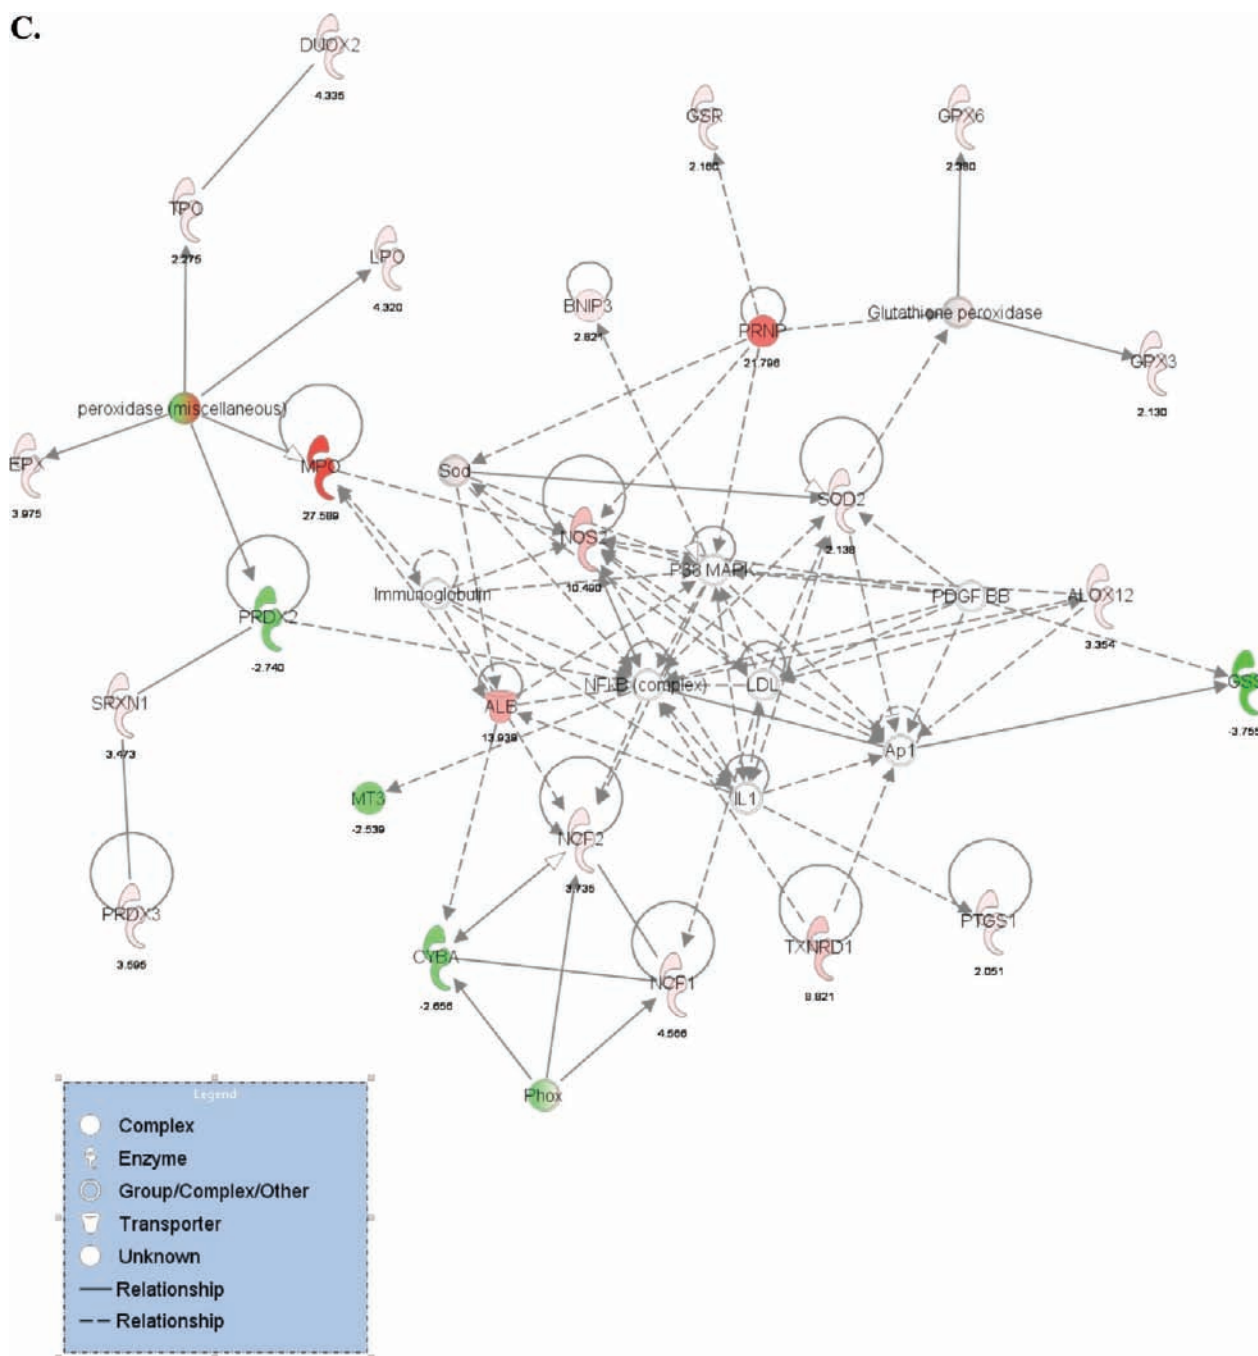 C.
DUOX2
4.335
GSR
2.160
GPX6
2.380
TPO
2.275
LPO
4.320
BNIP3
2.821
PRNP
21.796
Glutathione peroxidase
GPX3
2.130
peroxidase (miscellaneous)
EPX
3.975
MPO
27.589
Sod
SOD2
2.138
NOS2
10.490
P38 MAPK
Immunoglobulin
PDGF BB
ALOX12
3.354
PRDX2
-2.740
SRXN1
3.473
ALB
13.939
NFkB (complex)
LDL
GSS
-3.755
Ap1
MT3
-2.539
IL1
NCF2
3.735
PRDX3
3.595
CYBA
-2.656
NCF1
4.566
TXNRD1
8.821
PTGS1
2.051
Phox
Legend
Complex
Enzyme
Group/Complex/Other
Transporter
Unknown
Relationship
Relationship